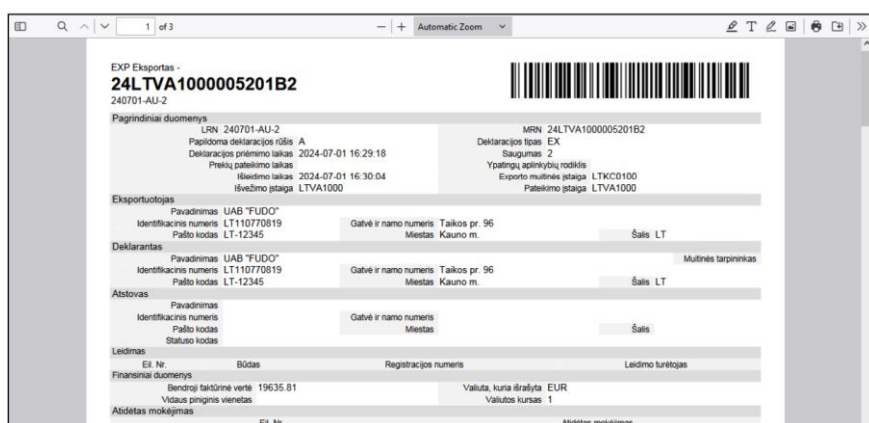 1 of 3 Automatic Zoom
EXP Eksportas -
24LTVA1000005201B2
240701-AU-2
Pagrindiniai duomenys
LRN 240701-AU-2 MRN 24LTVA1000005201B2
Papildoma deklaracijos rūšis A Deklaracijos tipas EX
Deklaracijos priėmimo laikas 2024-07-01 16:29:18 Saugumas 2
Prekių pateikimo laikas Ypatingų aplinkybių rodiklis
Išleidimo laikas 2024-07-01 16:30:04 Exporto muitinės įstaiga LTKC0100
Išvežimo įstaiga LTVA1000 Pateikimo įstaiga LTVA1000
Eksportuotojas
Pavadinimas UAB "FUDO"
Identifikacinis numeris LT110770819 Gatvė ir namo numeris Taikos pr. 96
Pašto kodas LT-12345 Miestas Kauno m. Šalis LT
Deklarantas
Pavadinimas UAB "FUDO" Muitinės tarpininkas
Identifikacinis numeris LT110770819 Gatvė ir namo numeris Taikos pr. 96
Pašto kodas LT-12345 Miestas Kauno m. Šalis LT
Atstovas
Pavadinimas
Identifikacinis numeris Gatvė ir namo numeris
Pašto kodas Miestas Šalis
Statuso kodas
Leidimas
Eil. Nr. Būdas Registracijos numeris Leidimo turėtojas
Finansiniai duomenys
Bendroji faktūrinė vertė 19635.81 Valiuta, kuria išrašyta EUR
Vidaus piniginis vienetas Valiutos kursas 1
Atidėtas mokėjimas
Eil. Nr. Atidėtas mokėjimas